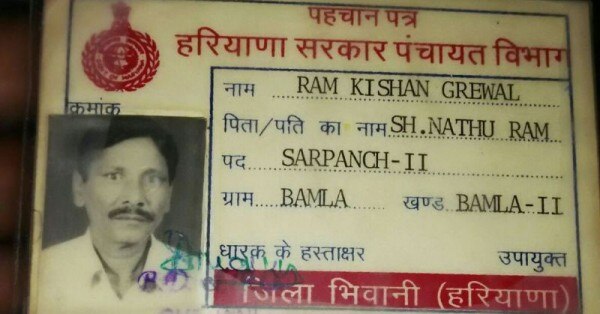 पहचान पत्र
हरियाणा सरकार पंचायत विभाग
क्रमांक
नाम RAM KISHAN GREWAL
पिता/पति का नाम SH.NATHU RAM
पद SARPANCH-II
ग्राम BAMLA खण्ड BAMLA-II
धारक के हस्ताक्षर उपायुक्त
जिला भिवानी (हरियाणा)